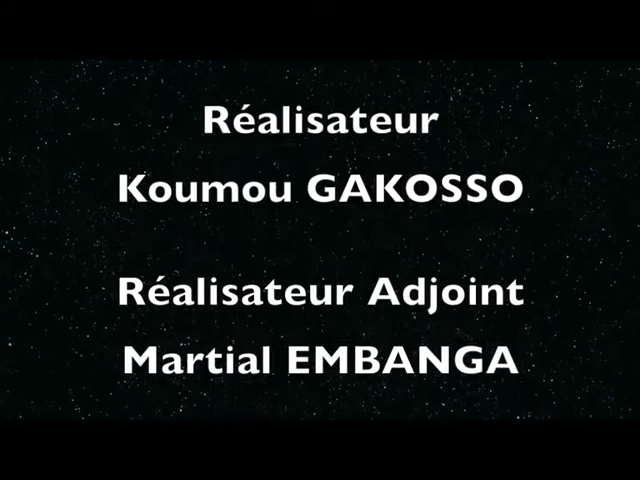 Réalisateur
Koumou GAKOSSO
Réalisateur Adjoint
Martial EMBANGA